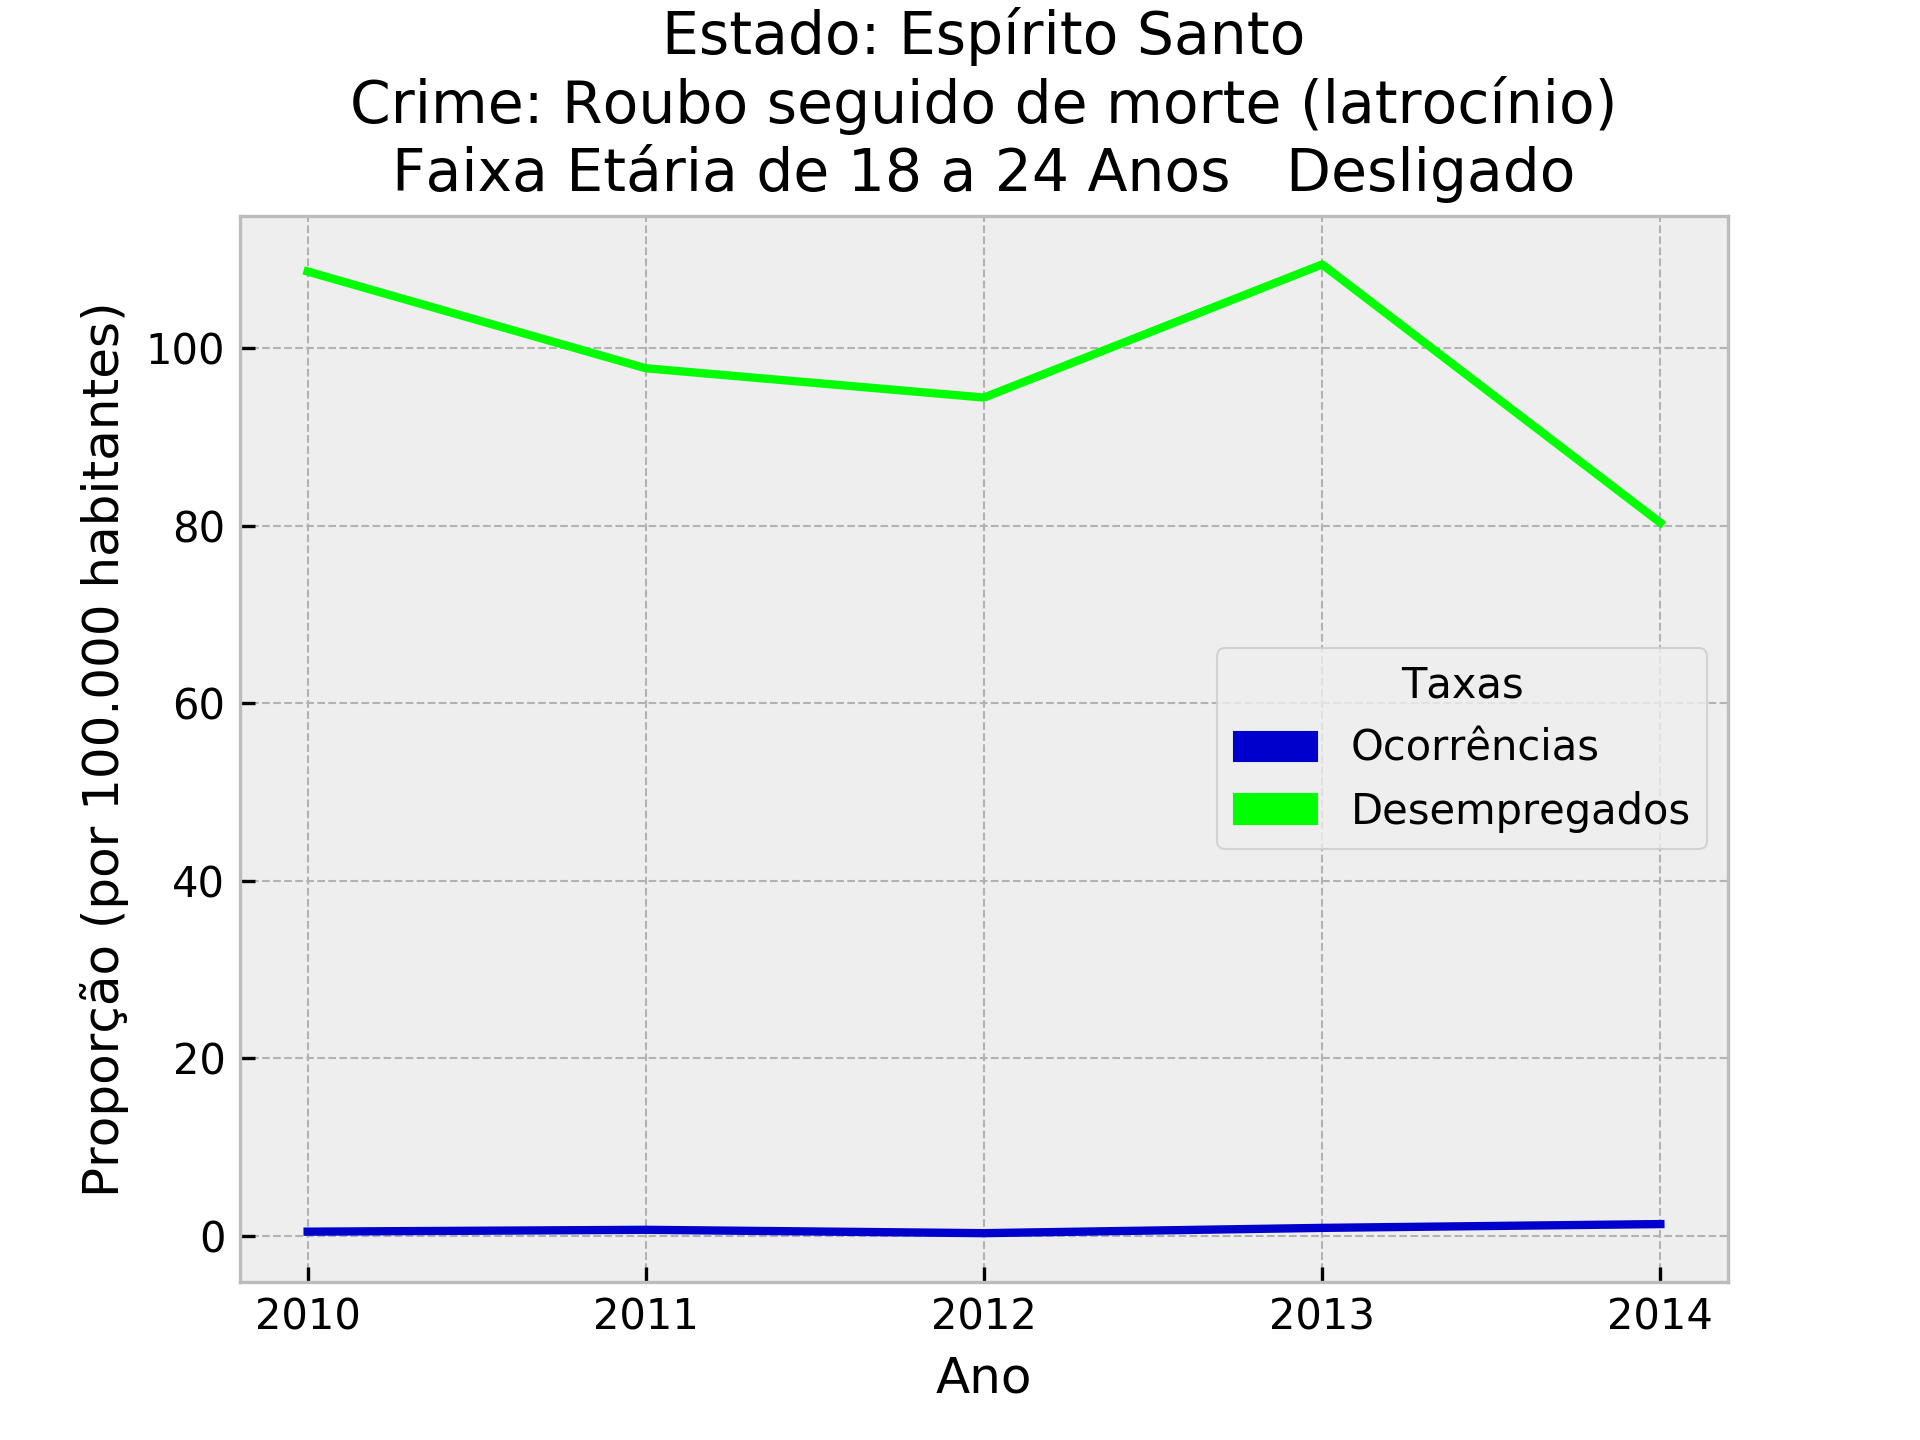 Estado: Espírito Santo
Crime: Roubo seguido de morte (latrocínio)
Faixa Etária de 18 a 24 Anos   Desligado
Proporção (por 100.000 habitantes)
100
80
60
40
20
0
Taxas
Ocorrências
Desempregados
2010 2011 2012 2013 2014
Ano